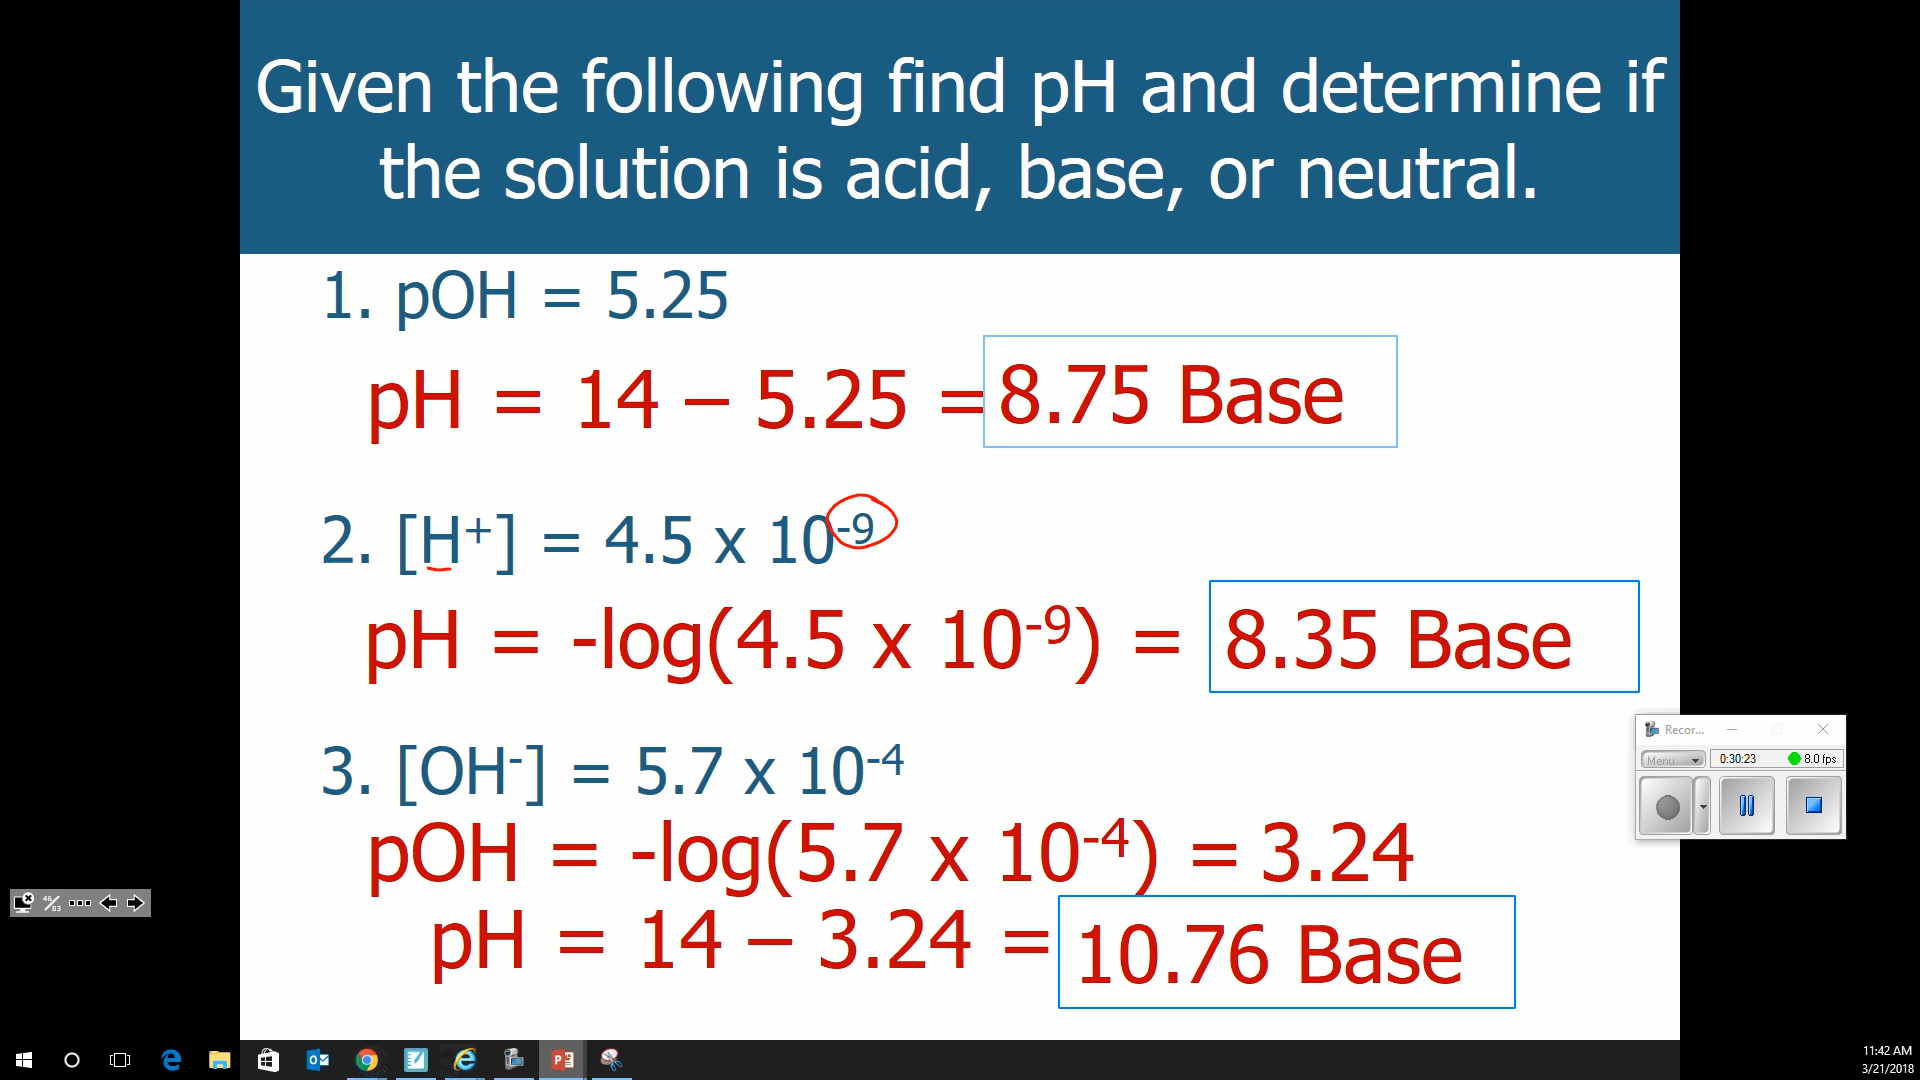 Given the following find pH and determine if
the solution is acid, base, or neutral.
1. pOH = 5.25
pH = 14 – 5.25 = 8.75 Base
2. [H⁺] = 4.5 x 10⁻⁹
pH = -log(4.5 x 10⁻⁹) = 8.35 Base
3. [OH⁻] = 5.7 x 10⁻⁴
pOH = -log(5.7 x 10⁻⁴) = 3.24
pH = 14 – 3.24 = 10.76 Base
Recor...
Menu 0:30:23 8.0 fps
46/83
11:42 AM
3/21/2018